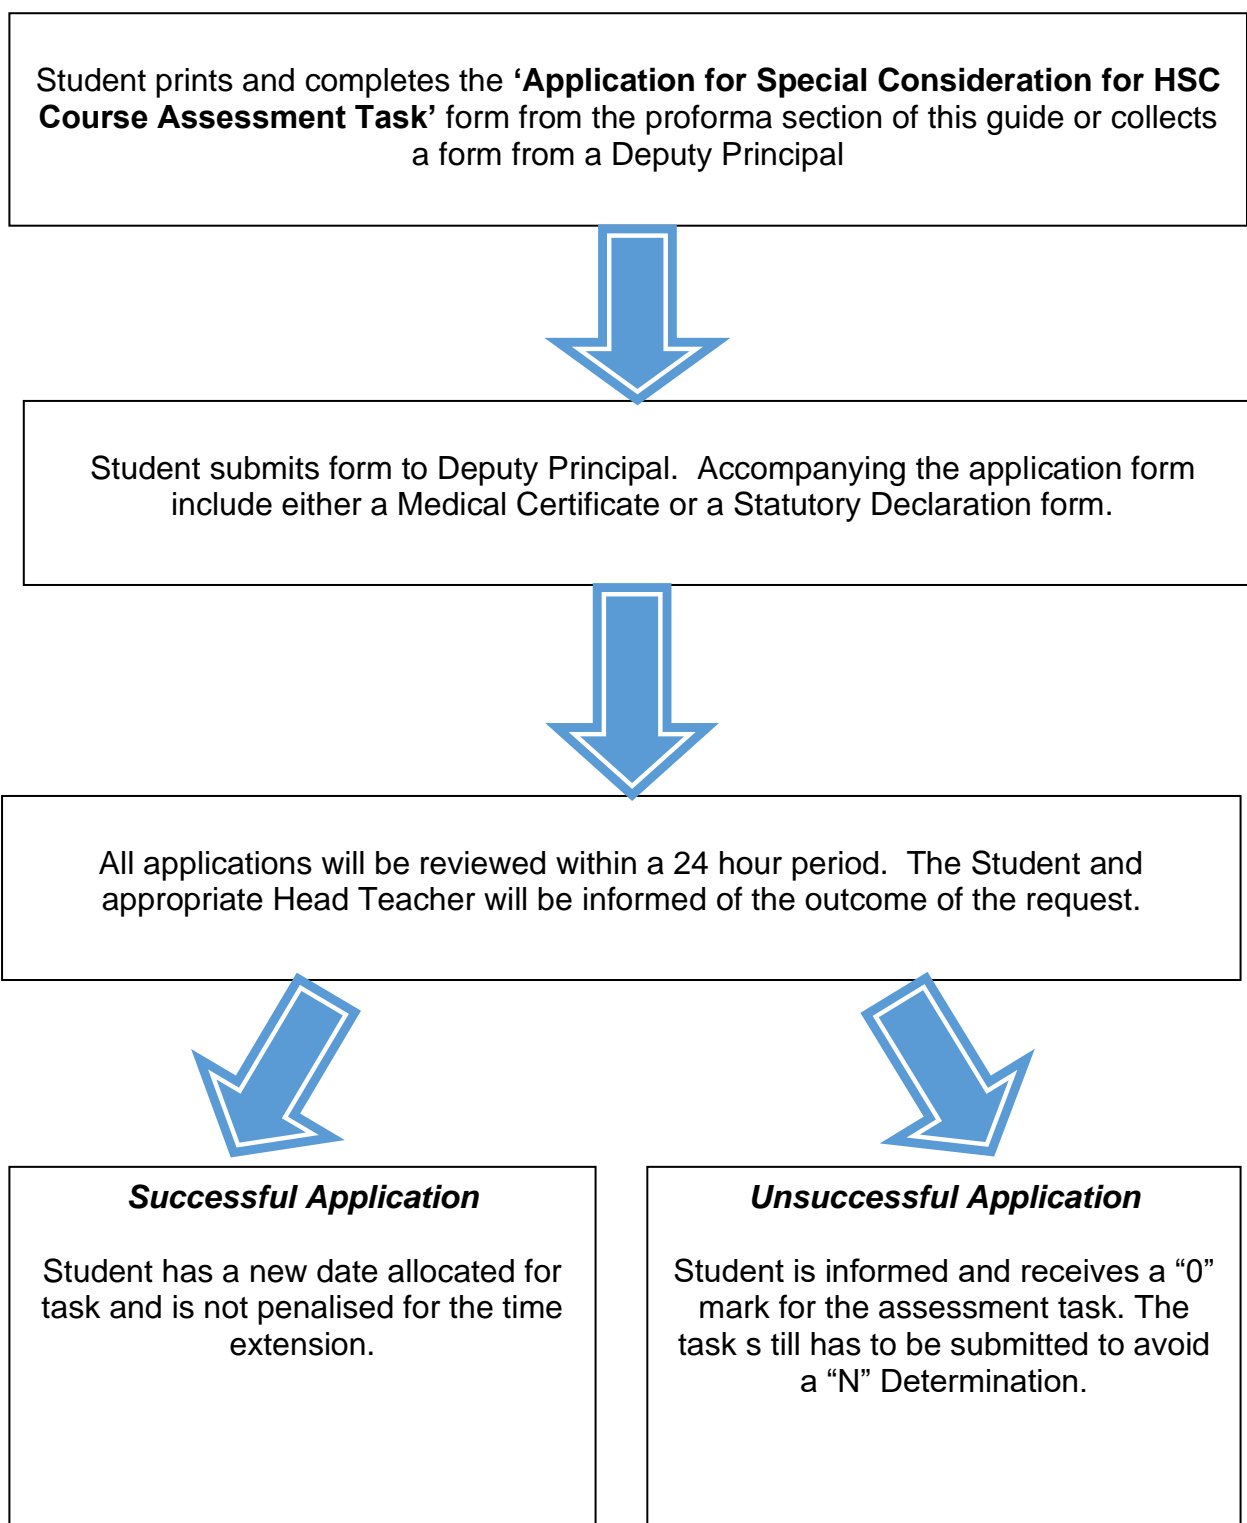 Student prints and completes the ‘Application for Special Consideration for HSC
Course Assessment Task’ form from the proforma section of this guide or collects
a form from a Deputy Principal
Student submits form to Deputy Principal.  Accompanying the application form
include either a Medical Certificate or a Statutory Declaration form.
All applications will be reviewed within a 24 hour period.  The Student and
appropriate Head Teacher will be informed of the outcome of the request.
Successful Application
Student has a new date allocated for
task and is not penalised for the time
extension.
Unsuccessful Application
Student is informed and receives a “0”
mark for the assessment task. The
task s till has to be submitted to avoid
a “N” Determination.